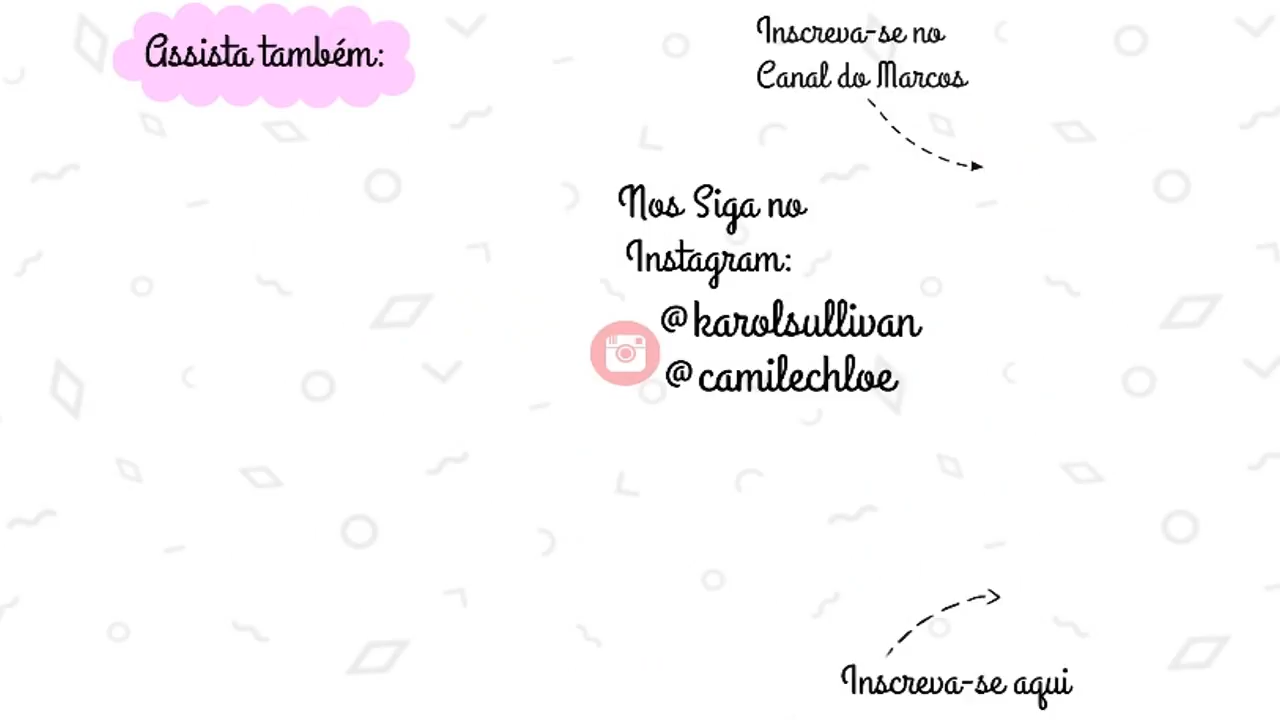 Assista também:
Inscreva-se no
Canal do Marcos
Nos Siga no
Instagram:
@karolsullivan
@camilechloe
Inscreva-se aqui